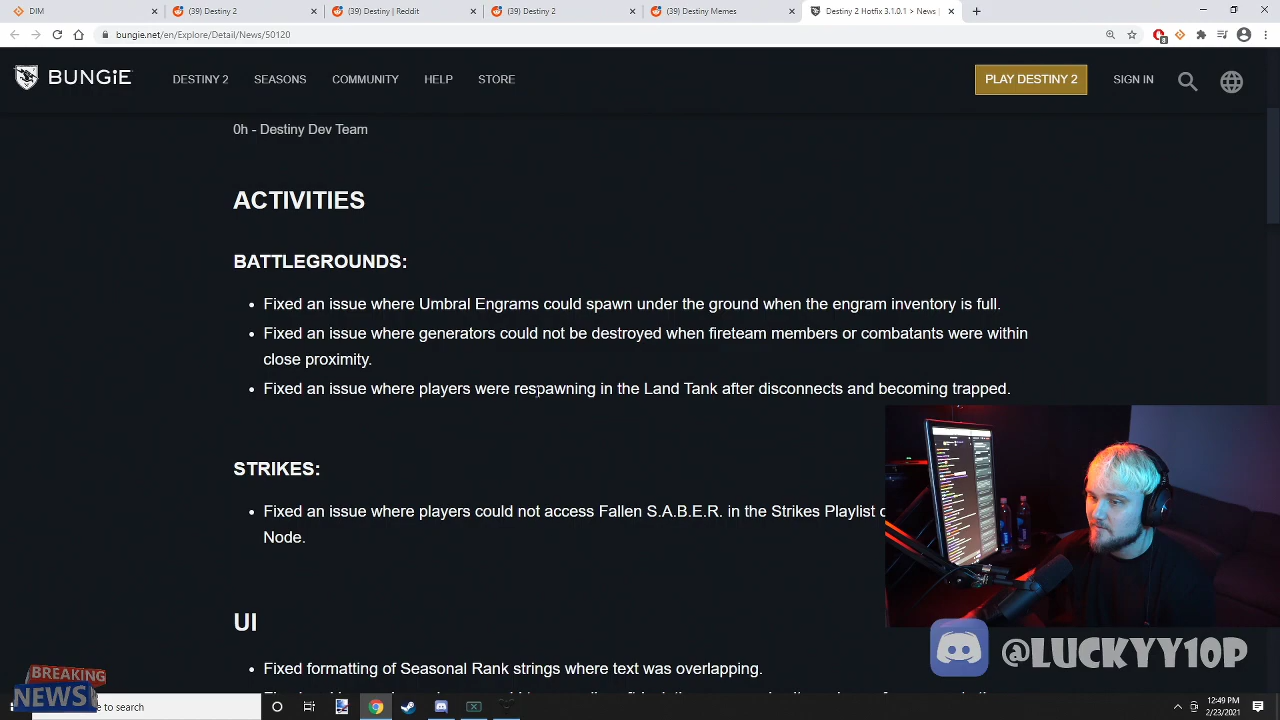 DIM
(39) Destiny 2
(39) Destiny | Reddit
(39) Destiny 2
(39) Destiny Memes
Destiny 2 Hotfix 3.1.0.1 > News |
bungie.net/en/Explore/Detail/News/50120
BUNGiE
DESTINY 2
SEASONS
COMMUNITY
HELP
STORE
PLAY DESTINY 2
SIGN IN
0h - Destiny Dev Team
ACTIVITIES
BATTLEGROUNDS:
• Fixed an issue where Umbral Engrams could spawn under the ground when the engram inventory is full.
• Fixed an issue where generators could not be destroyed when fireteam members or combatants were within
close proximity.
• Fixed an issue where players were respawning in the Land Tank after disconnects and becoming trapped.
STRIKES:
• Fixed an issue where players could not access Fallen S.A.B.E.R. in the Strikes Playlist
Node.
UI
• Fixed formatting of Seasonal Rank strings where text was overlapping.
@LUCKYY10P
BREAKING
NEWS
to search
12:49 PM
2/23/2021